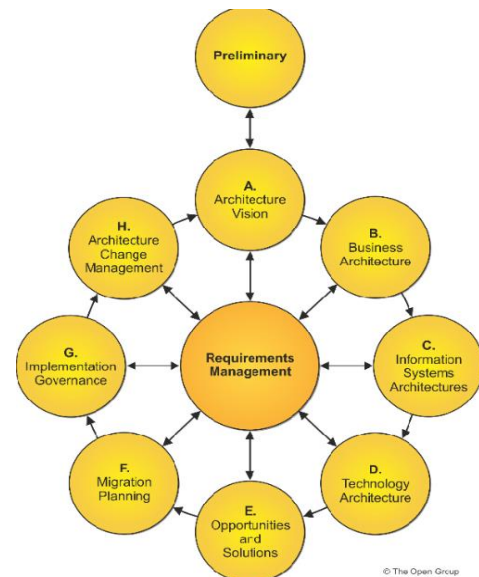 Preliminary
A.
Architecture
Vision
B.
Business
Architecture
C.
Information
Systems
Architectures
D.
Technology
Architecture
E.
Opportunities
and
Solutions
F.
Migration
Planning
G.
Implementation
Governance
H.
Architecture
Change
Management
Requirements
Management
© The Open Group